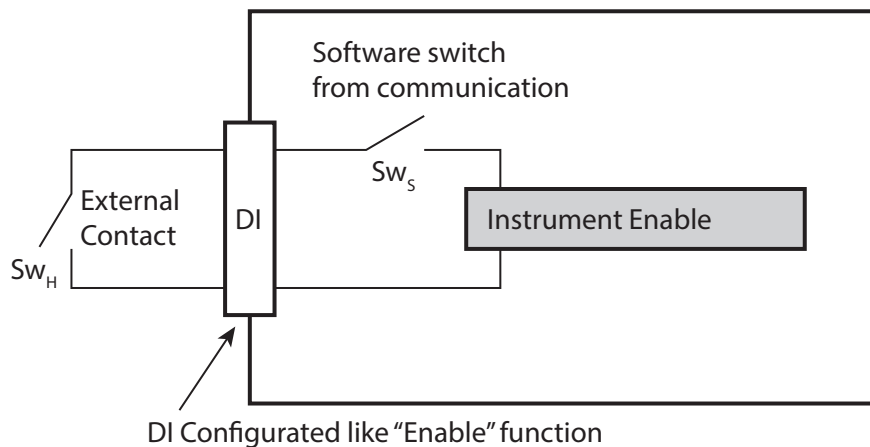 Software switch
from communication
Sw_S
External
Contact
DI
Instrument Enable
Sw_H
DI Configurated like “Enable” function